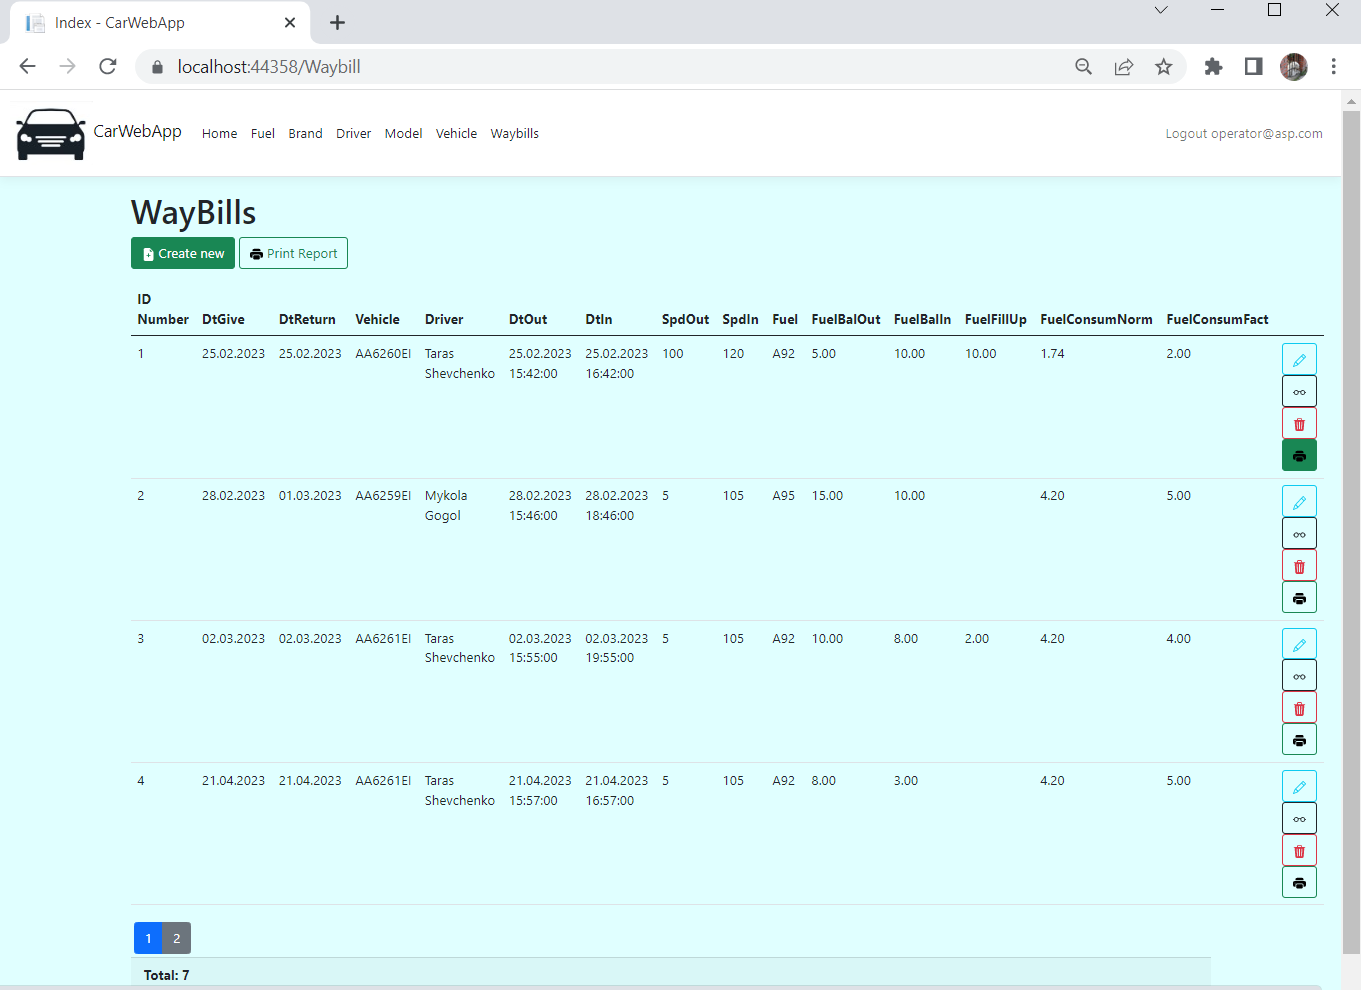 Index - CarWebApp
localhost:44358/Waybill
CarWebApp Home Fuel Brand Driver Model Vehicle Waybills Logout operator@asp.com
WayBills
Create new Print Report
ID
Number DtGive DtReturn Vehicle Driver DtOut DtIn SpdOut SpdIn Fuel FuelBalOut FuelBalIn FuelFillUp FuelConsumNorm FuelConsumFact
1 25.02.2023 25.02.2023 AA6260EI Taras 25.02.2023 25.02.2023 100 120 A92 5.00 10.00 10.00 1.74 2.00
Shevchenko 15:42:00 16:42:00
2 28.02.2023 01.03.2023 AA6259EI Mykola 28.02.2023 28.02.2023 5 105 A95 15.00 10.00 4.20 5.00
Gogol 15:46:00 18:46:00
3 02.03.2023 02.03.2023 AA6261EI Taras 02.03.2023 02.03.2023 5 105 A92 10.00 8.00 2.00 4.20 4.00
Shevchenko 15:55:00 19:55:00
4 21.04.2023 21.04.2023 AA6261EI Taras 21.04.2023 21.04.2023 5 105 A92 8.00 3.00 4.20 5.00
Shevchenko 15:57:00 16:57:00
1 2
Total: 7